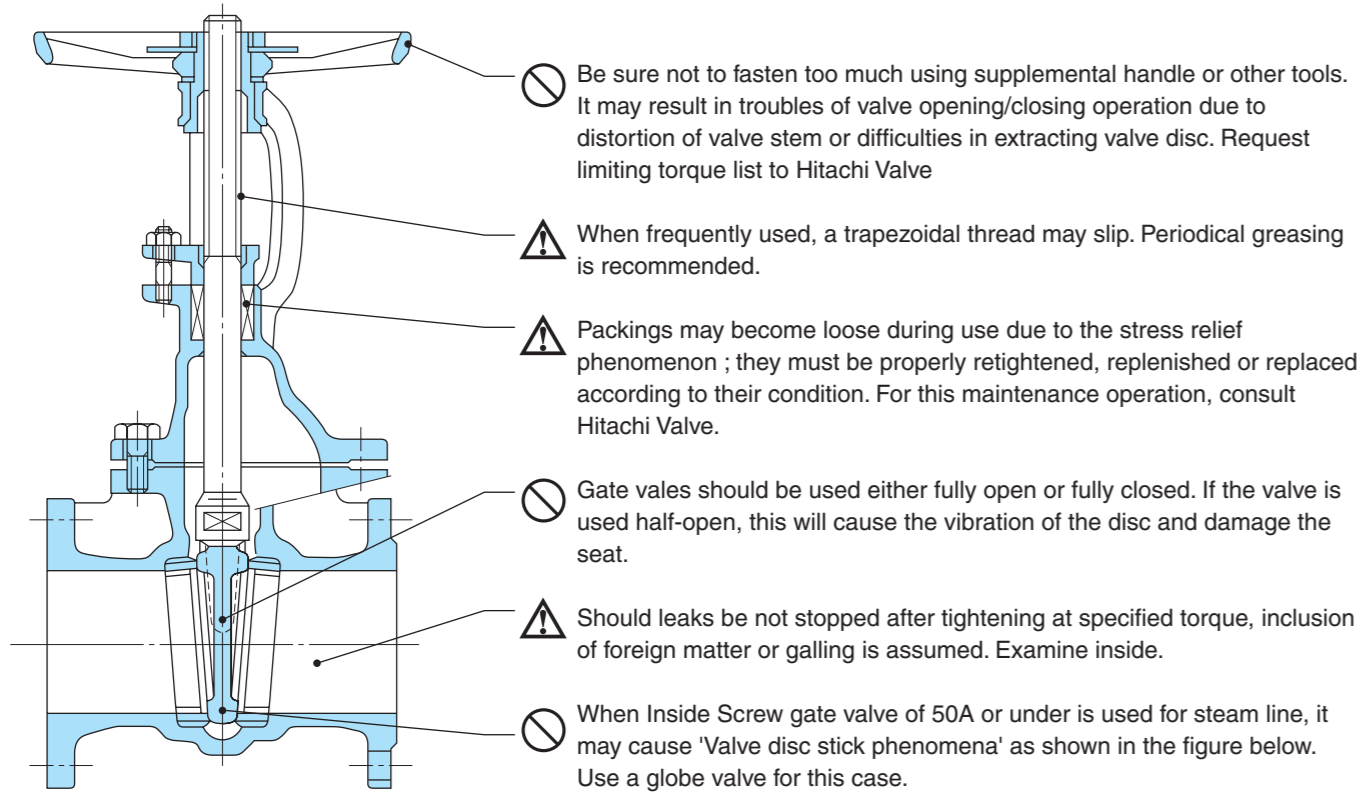 Be sure not to fasten too much using supplemental handle or other tools.
It may result in troubles of valve opening/closing operation due to
distortion of valve stem or difficulties in extracting valve disc. Request
limiting torque list to Hitachi Valve
When frequently used, a trapezoidal thread may slip. Periodical greasing
is recommended.
Packings may become loose during use due to the stress relief
phenomenon ; they must be properly retightened, replenished or replaced
according to their condition. For this maintenance operation, consult
Hitachi Valve.
Gate vales should be used either fully open or fully closed. If the valve is
used half-open, this will cause the vibration of the disc and damage the
seat.
Should leaks be not stopped after tightening at specified torque, inclusion
of foreign matter or galling is assumed. Examine inside.
When Inside Screw gate valve of 50A or under is used for steam line, it
may cause 'Valve disc stick phenomena' as shown in the figure below.
Use a globe valve for this case.